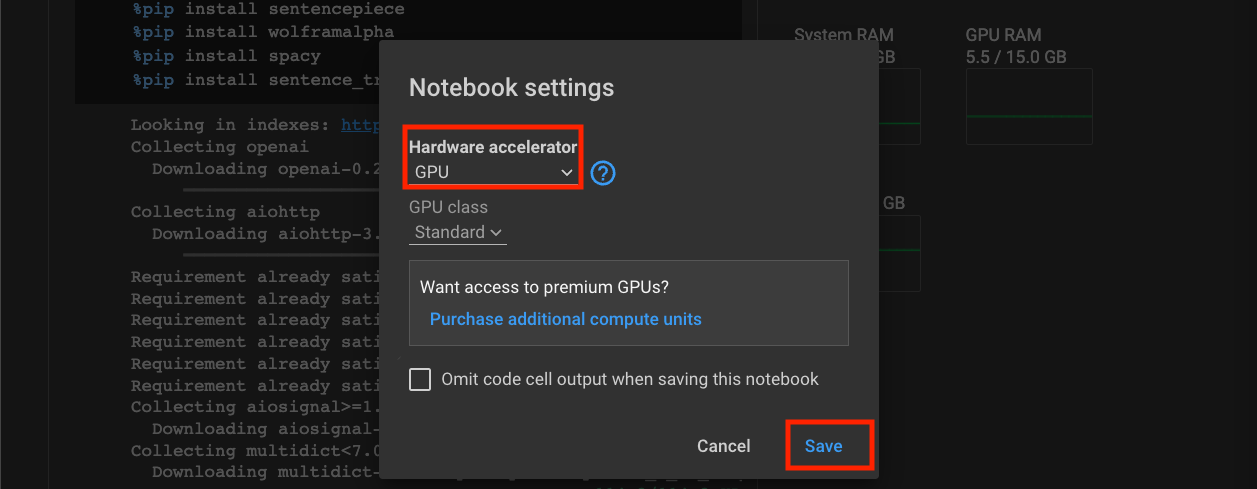 %pip install sentencepiece
%pip install wolframalpha
%pip install spacy
%pip install sentence_tr
Looking in indexes: http
Collecting openai
Downloading openai-0.2
Collecting aiohttp
Downloading aiohttp-3.
Requirement already sati
Requirement already sati
Requirement already sati
Requirement already sati
Requirement already sati
Requirement already sati
Collecting aiosignal>=1.
Downloading aiosignal-
Collecting multidict<7.0
Downloading multidict-
Notebook settings
Hardware accelerator
GPU
?
GPU class
Standard
Want access to premium GPUs?
Purchase additional compute units
Omit code cell output when saving this notebook
Cancel
Save
System RAM
GB
GPU RAM
5.5 / 15.0 GB
GB